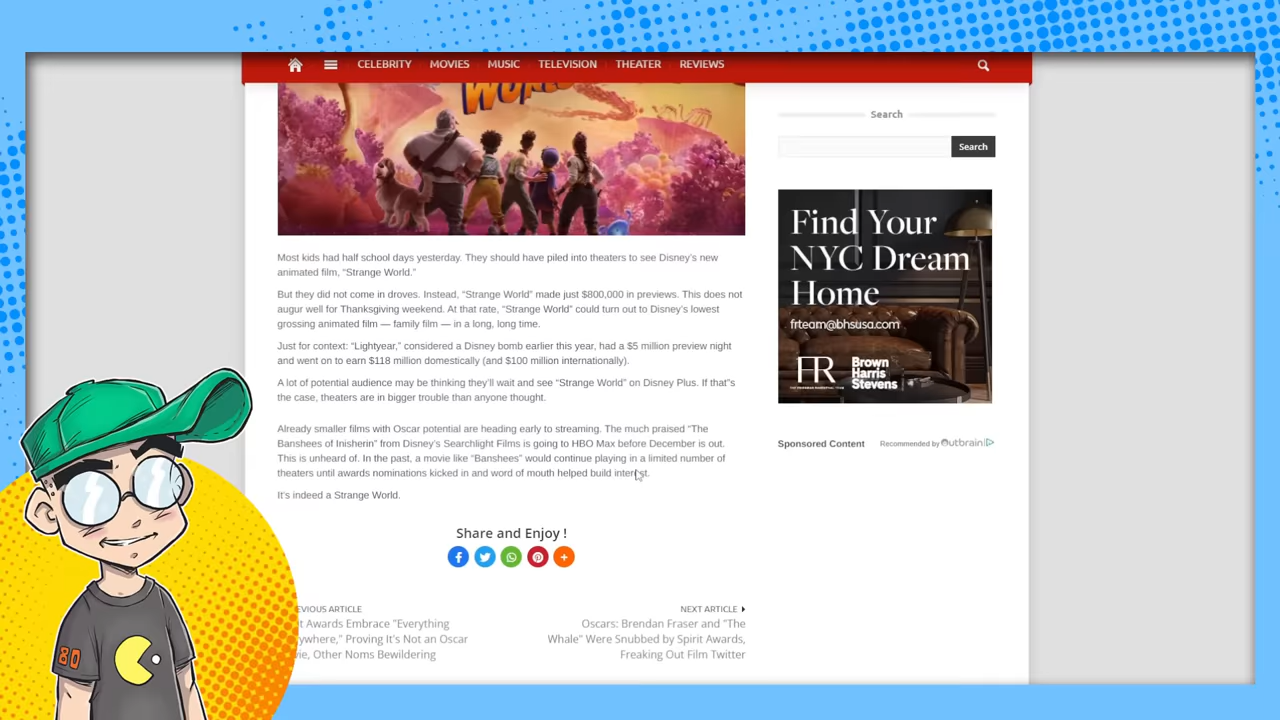 CELEBRITY MOVIES MUSIC TELEVISION THEATER REVIEWS
WORLD
Most kids had half school days yesterday. They should have piled into theaters to see Disney's new
animated film, “Strange World.”
But they did not come in droves. Instead, “Strange World” made just $800,000 in previews. This does not
augur well for Thanksgiving weekend. At that rate, “Strange World” could turn out to Disney's lowest
grossing animated film — family film — in a long, long time.
Just for context: “Lightyear,” considered a Disney bomb earlier this year, had a $5 million preview night
and went on to earn $118 million domestically (and $100 million internationally).
A lot of potential audience may be thinking they'll wait and see “Strange World” on Disney Plus. If that"s
the case, theaters are in bigger trouble than anyone thought.
Already smaller films with Oscar potential are heading early to streaming. The much praised “The
Banshees of Inisherin” from Disney's Searchlight Films is going to HBO Max before December is out.
This is unheard of. In the past, a movie like “Banshees” would continue playing in a limited number of
theaters until awards nominations kicked in and word of mouth helped build interest.
It's indeed a Strange World.
Share and Enjoy !
EVIOUS ARTICLE
t Awards Embrace “Everything
ywhere,” Proving It's Not an Oscar
ie, Other Noms Bewildering
NEXT ARTICLE
Oscars: Brendan Fraser and “The
Whale” Were Snubbed by Spirit Awards,
Freaking Out Film Twitter
Search
Search
Find Your
NYC Dream
Home
frteam@bhsusa.com
FR
Brown
Harris
Stevens
Sponsored Content
Recommended by Outbrain
80